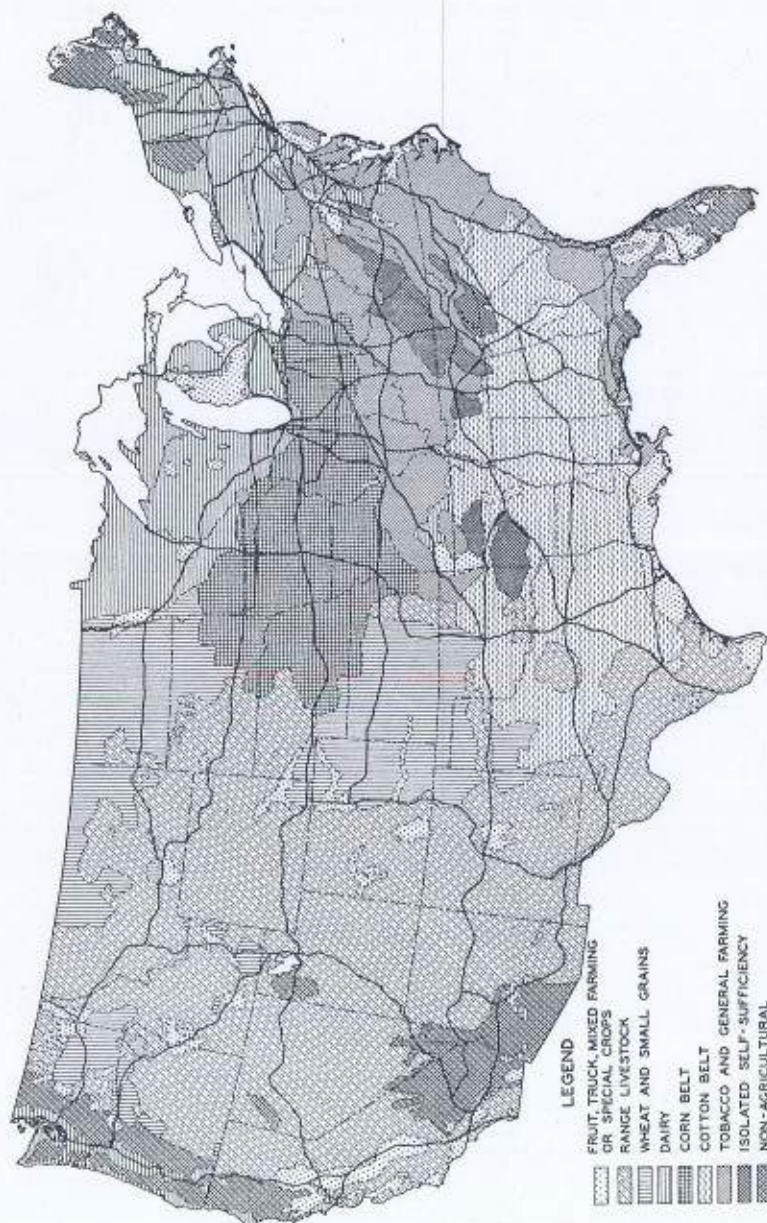 LEGEND
FRUIT, TRUCK, MIXED FARMING
OR SPECIAL CROPS
RANGE LIVESTOCK
WHEAT AND SMALL GRAINS
DAIRY
CORN BELT
COTTON BELT
TOBACCO AND GENERAL FARMING
ISOLATED SELF-SUFFICIENCY
NON-AGRICULTURAL